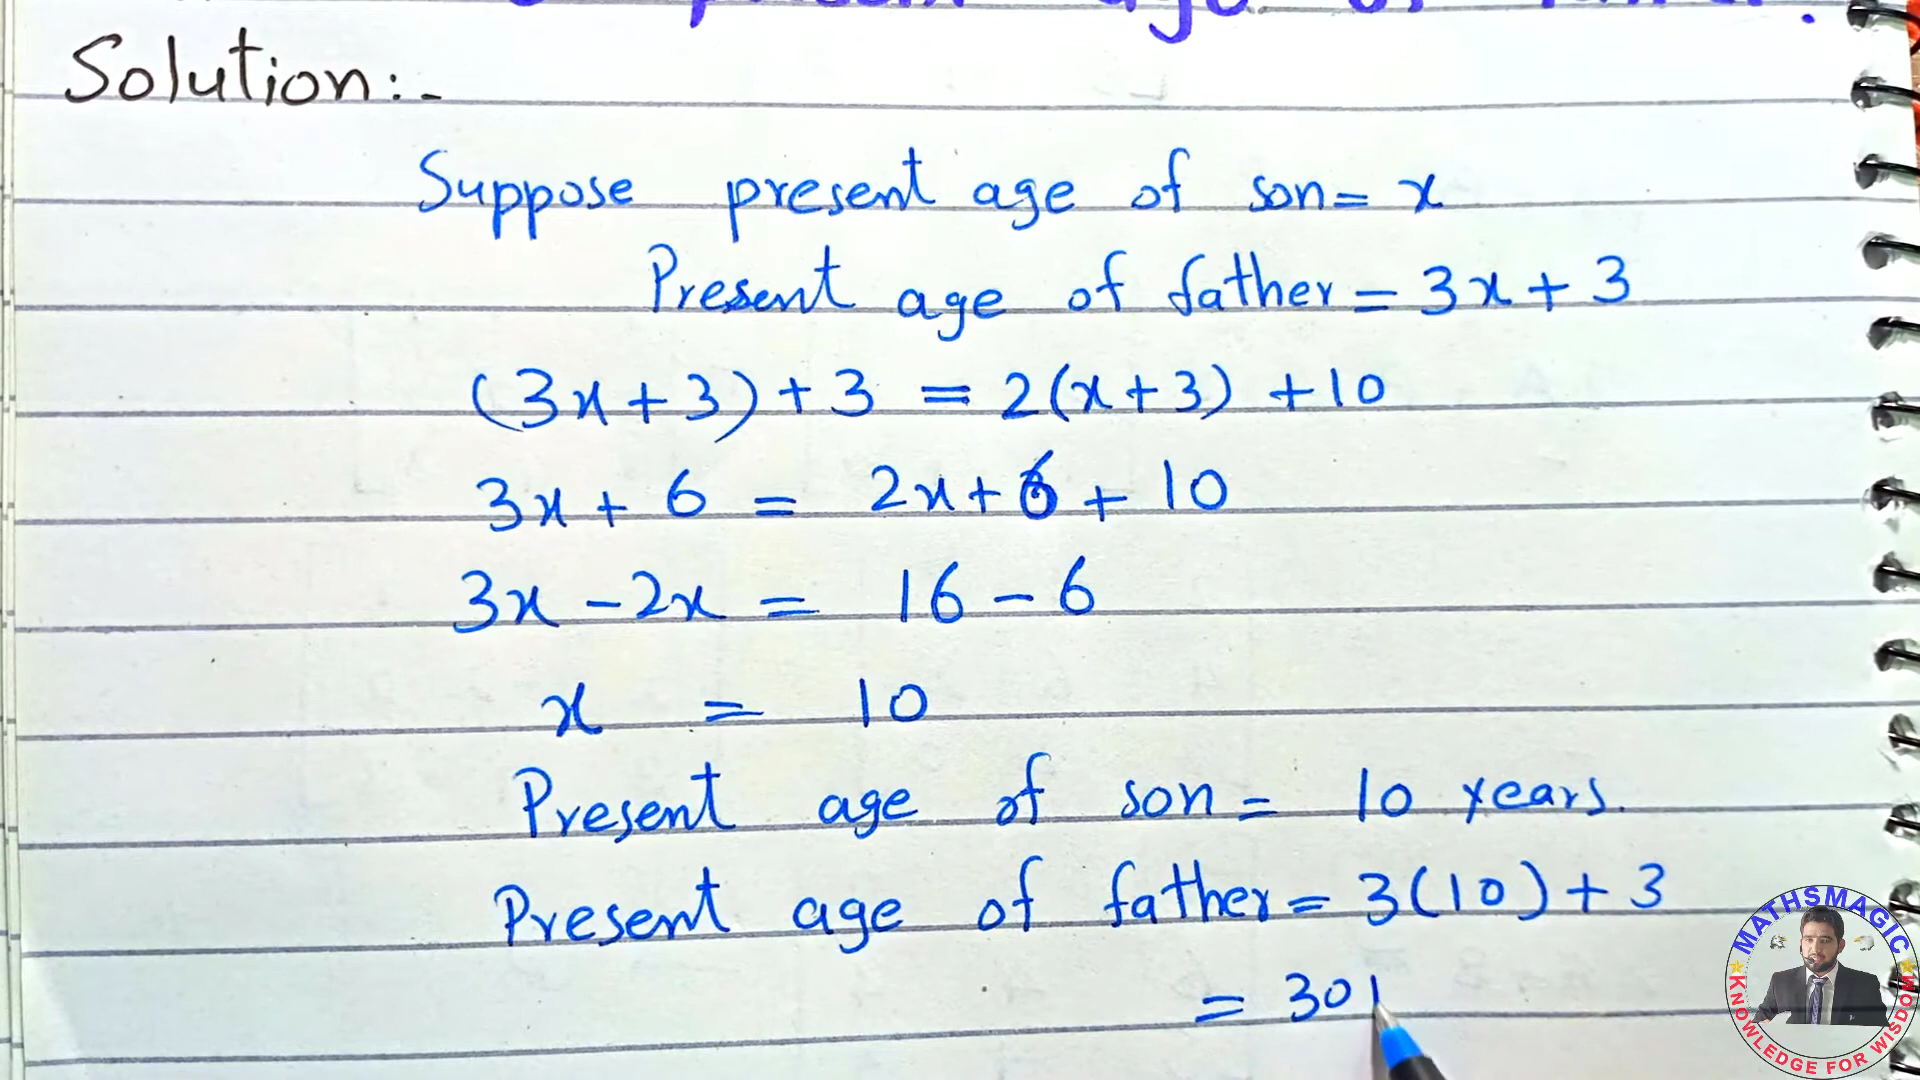 Solution:-
Suppose present age of son = x
Present age of father = 3x + 3
(3x + 3) + 3 = 2(x + 3) + 10
3x + 6 = 2x + 6 + 10
3x - 2x = 16 - 6
x = 10
Present age of son = 10 years.
Present age of father = 3(10) + 3
= 30
MATHSMAGIC
KNOWLEDGE FOR WISDOM